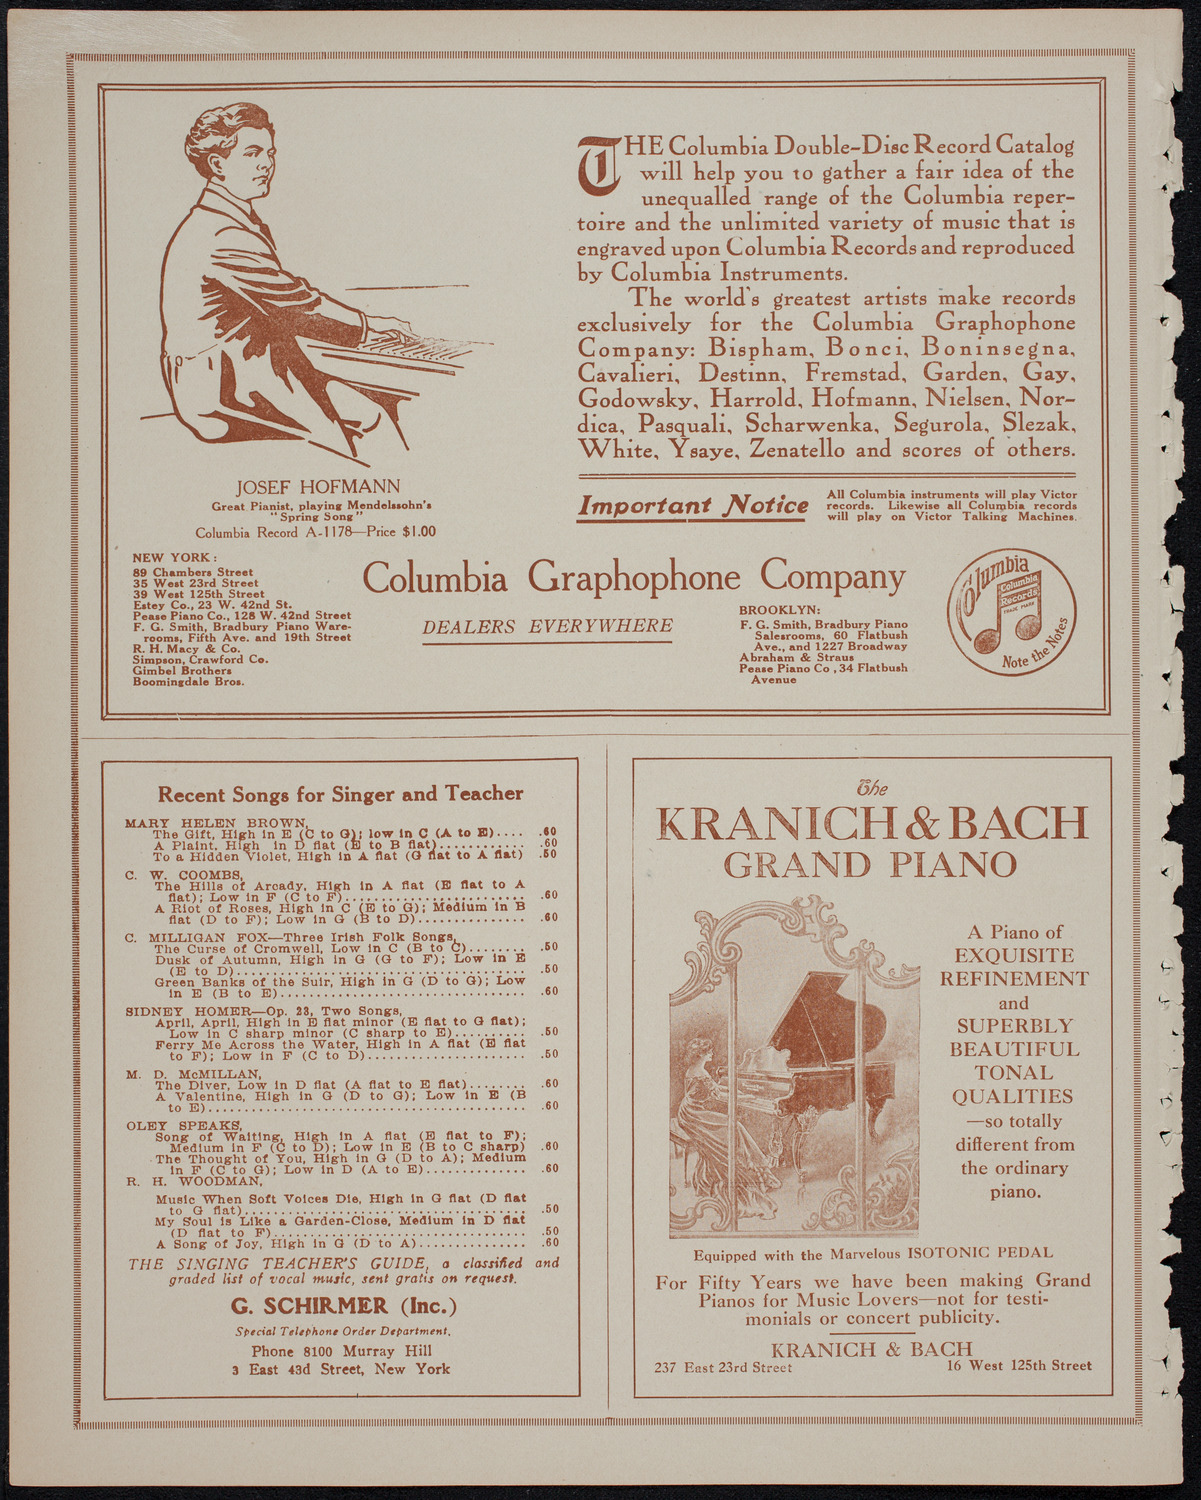 THE Columbia Double-Disc Record Catalog
will help you to gather a fair idea of the
unequalled range of the Columbia reper-
toire and the unlimited variety of music that is
engraved upon Columbia Records and reproduced
by Columbia Instruments.
The world's greatest artists make records
exclusively for the Columbia Graphophone
Company: Bispham, Bonci, Boninsegna,
Cavalieri, Destinn, Fremstad, Garden, Gay,
Godowsky, Harrold, Hofmann, Nielsen, Nor-
dica, Pasquali, Scharwenka, Segurola, Slezak,
White, Ysaye, Zenatello and scores of others.
JOSEF HOFMANN
Great Pianist, playing Mendelssohn's
"Spring Song"
Columbia Record A-1178—Price $1.00
Important Notice
All Columbia instruments will play Victor
records. Likewise all Columbia records
will play on Victor Talking Machines.
NEW YORK:
89 Chambers Street
35 West 23rd Street
39 West 125th Street
Estey Co., 23 W. 42nd St.
Pease Piano Co., 128 W. 42nd Street
F. G. Smith, Bradbury Piano Ware-
rooms, Fifth Ave. and 19th Street
R. H. Macy & Co.
Simpson, Crawford Co.
Gimbel Brothers
Boomingdale Bros.
Columbia Graphophone Company
DEALERS EVERYWHERE
BROOKLYN:
F. G. Smith, Bradbury Piano
Salesrooms, 60 Flatbush
Ave., and 1227 Broadway
Abraham & Straus
Pease Piano Co., 34 Flatbush
Avenue
Columbia
Columbia
Records
TRADE MARK
Note the Notes
Recent Songs for Singer and Teacher
MARY HELEN BROWN,
The Gift, High in E (C to G); low in C (A to E).... .60
A Plaint, High in D flat (E to B flat)............ .60
To a Hidden Violet, High in A flat (G flat to A flat) .50
C. W. COOMBS,
The Hills of Arcady, High in A flat (E flat to A
flat); Low in F (C to F)........................ .60
A Riot of Roses, High in C (E to G); Medium in B
flat (D to F); Low in G (B to D)............... .60
C. MILLIGAN FOX—Three Irish Folk Songs,
The Curse of Cromwell, Low in C (B to C)........ .50
Dusk of Autumn, High in G (G to F); Low in E
(E to D)........................................ .50
Green Banks of the Suir, High in G (D to G); Low
in E (B to E)................................... .60
SIDNEY HOMER—Op. 23, Two Songs,
April, April, High in E flat minor (E flat to G flat);
Low in C sharp minor (C sharp to E).......... .50
Ferry Me Across the Water, High in A flat (E flat
to F); Low in F (C to D)...................... .50
M. D. McMILLAN,
The Diver, Low in D flat (A flat to E flat)........ .60
A Valentine, High in G (D to G); Low in E (B
to E)............................................ .60
OLEY SPEAKS,
Song of Waiting, High in A flat (E flat to F);
Medium in F (C to D); Low in E (B to C sharp) .60
The Thought of You, High in G (D to A); Medium
in F (C to G); Low in D (A to E).............. .60
R. H. WOODMAN,
Music When Soft Voices Die, High in G flat (D flat
to G flat)........................................ .50
My Soul is Like a Garden-Close, Medium in D flat
(D flat to F).................................... .50
A Song of Joy, High in G (D to A)............... .60
THE SINGING TEACHER'S GUIDE, a classified and
graded list of vocal music, sent gratis on request.
G. SCHIRMER (Inc.)
Special Telephone Order Department,
Phone 8100 Murray Hill
3 East 43d Street, New York
The
KRANICH & BACH
GRAND PIANO
A Piano of
EXQUISITE
REFINEMENT
and
SUPERBLY
BEAUTIFUL
TONAL
QUALITIES
—so totally
different from
the ordinary
piano.
Equipped with the Marvelous ISOTONIC PEDAL
For Fifty Years we have been making Grand
Pianos for Music Lovers—not for testi-
monials or concert publicity.
KRANICH & BACH
237 East 23rd Street 16 West 125th Street